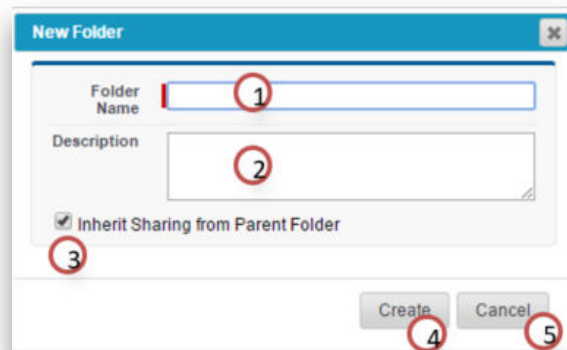 New Folder
Folder
Name
1
Description
2
Inherit Sharing from Parent Folder
3
Create
Cancel
4
5